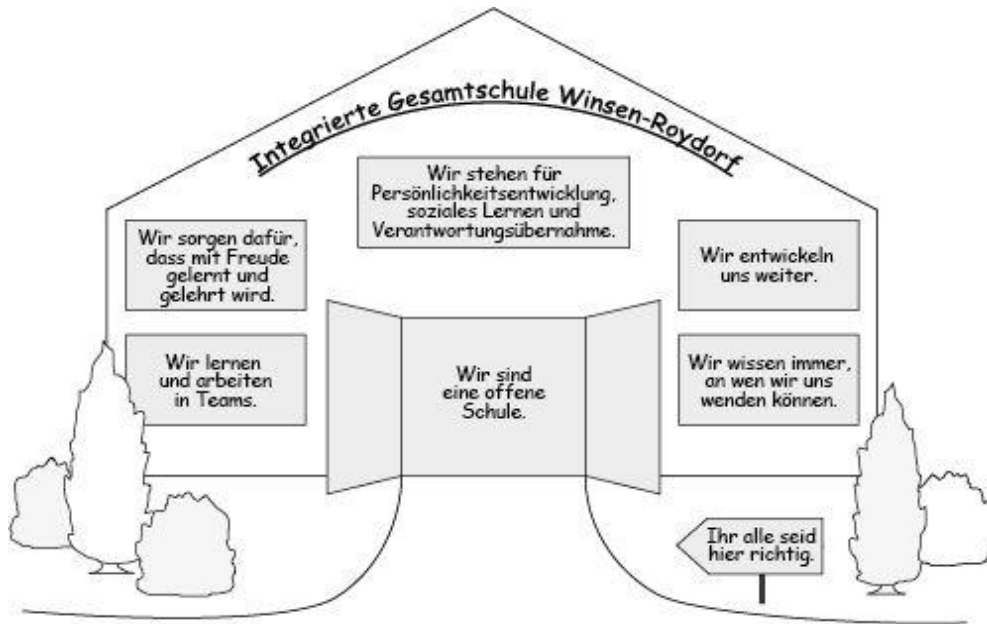 Integrierte Gesamtschule Winsen-Roydorf
Wir stehen für
Persönlichkeitsentwicklung,
soziales Lernen und
Verantwortungsübernahme.
Wir sorgen dafür,
dass mit Freude
gelernt und
gelehrt wird.
Wir entwickeln
uns weiter.
Wir lernen
und arbeiten
in Teams.
Wir sind
eine offene
Schule.
Wir wissen immer,
an wen wir uns
wenden können.
Ihr alle seid
hier richtig.